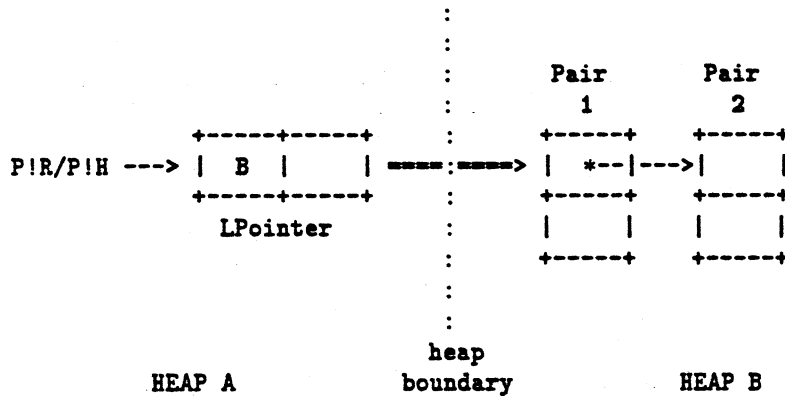 Pair Pair
1 2
P!R/P!H ---> | B | | ==== : ====> | *--|---> | |
LPointer
heap
HEAP A boundary HEAP B